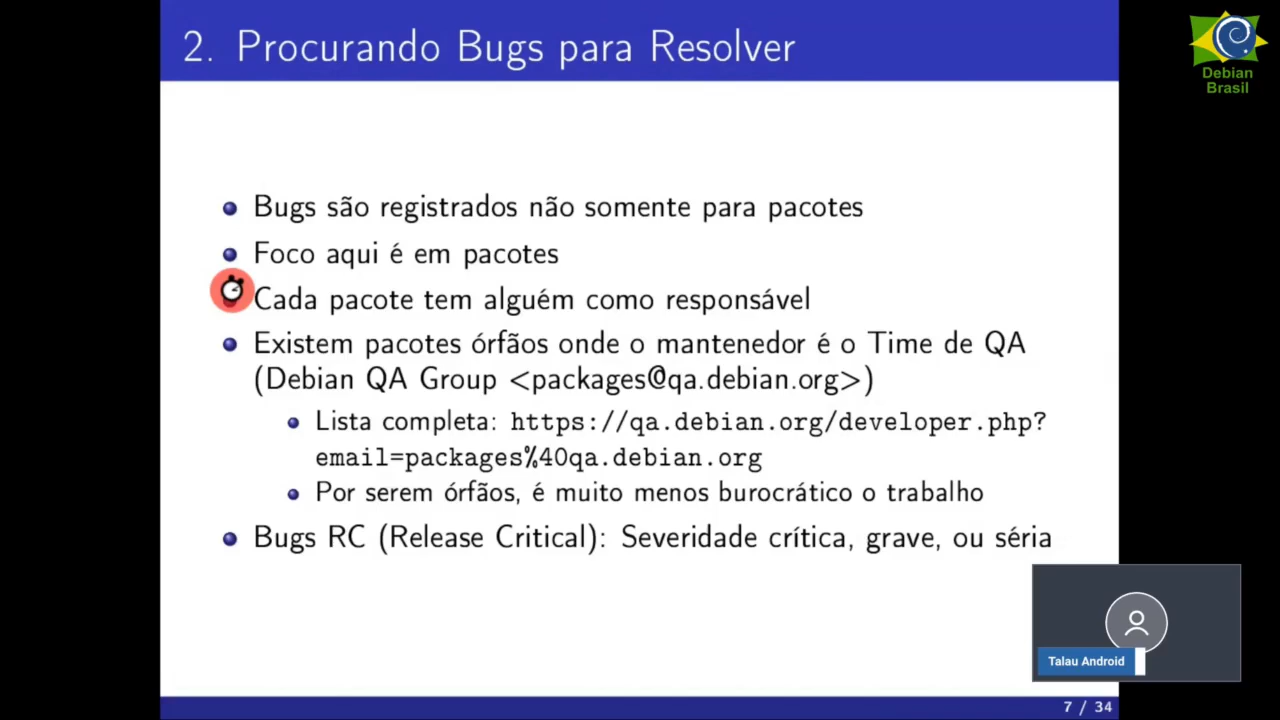 2. Procurando Bugs para Resolver
Debian
Brasil
Bugs são registrados não somente para pacotes
Foco aqui é em pacotes
Cada pacote tem alguém como responsável
Existem pacotes órfãos onde o mantenedor é o Time de QA
(Debian QA Group <packages@qa.debian.org>)
Lista completa: https://qa.debian.org/developer.php?
email=packages%40qa.debian.org
Por serem órfãos, é muito menos burocrático o trabalho
Bugs RC (Release Critical): Severidade crítica, grave, ou séria
Talau Android
7 / 34